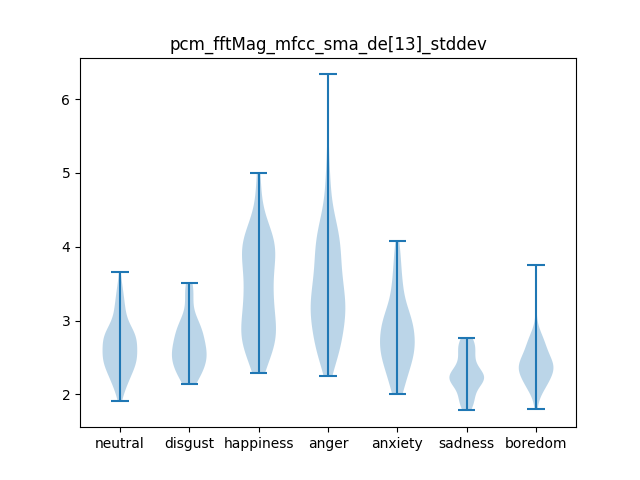 pcm_fftMag_mfcc_sma_de[13]_stddev
6
5
4
3
2
neutral disgust happiness anger anxiety sadness boredom